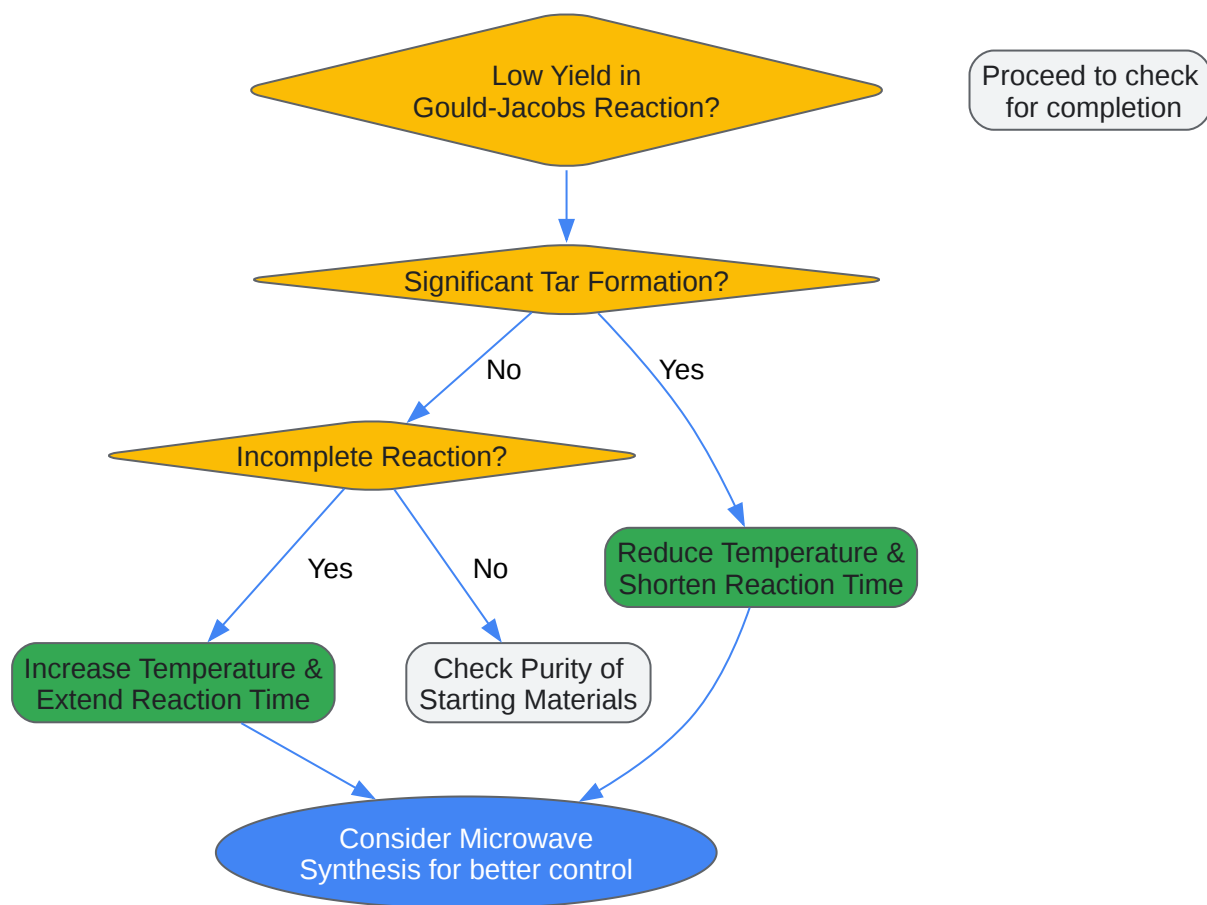 Low Yield in
Gould-Jacobs Reaction?
Proceed to check
for completion
Significant Tar Formation?
No
Yes
Incomplete Reaction?
Yes
No
Reduce Temperature &
Shorten Reaction Time
Increase Temperature &
Extend Reaction Time
Check Purity of
Starting Materials
Consider Microwave
Synthesis for better control